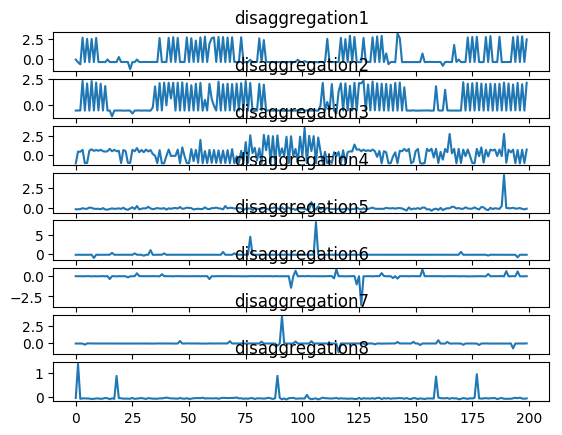 disaggregation1
2.5
0.0
disaggregation2
2.5
0.0
disaggregation3
2.5
0.0
disaggregation4
2.5
0.0
disaggregation5
5
0
disaggregation6
0.0
−2.5
disaggregation7
2.5
0.0
disaggregation8
1
0
0 25 50 75 100 125 150 175 200